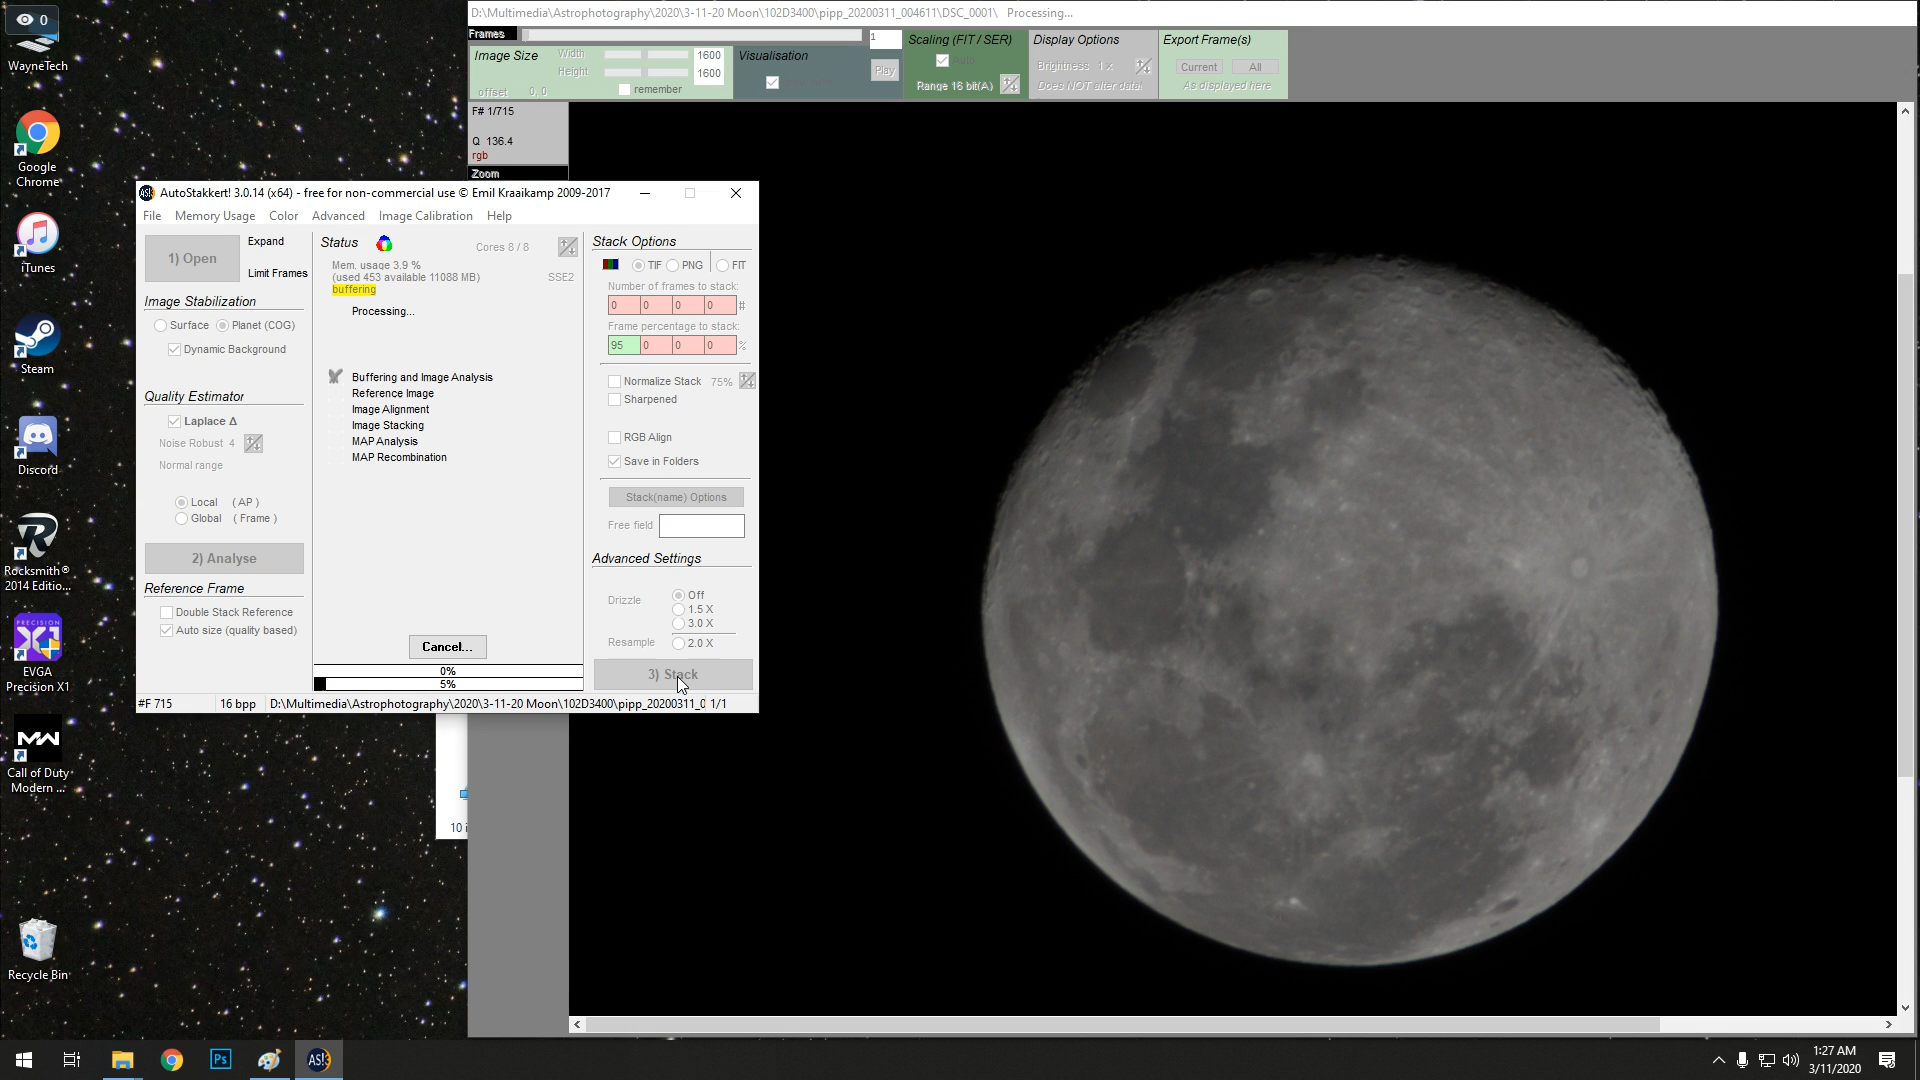 0
WayneTech
Google
Chrome
iTunes
Steam
Discord
Rocksmith®
2014 Editio...
PRECISION
X1
EVGA
Precision X1
MW
Call of Duty
Modern ...
Recycle Bin
D:\Multimedia\Astrophotography\2020\3-11-20 Moon\102D3400\pipp_20200311_004611\DSC_0001\ Processing...
Frames
1
Image Size
Width
1600
Height
1600
offset 0, 0
remember
Visualisation
Play
Scaling (FIT / SER)
Auto
Range 16 bit(A)
Display Options
Brightness 1 x
Does NOT alter data!
Export Frame(s)
Current
All
As displayed here
F# 1/715
Q 136.4
rgb
Zoom
AS!3
AutoStakkert! 3.0.14 (x64) - free for non-commercial use © Emil Kraaikamp 2009-2017
File Memory Usage Color Advanced Image Calibration Help
1) Open
Expand
Limit Frames
Image Stabilization
Surface Planet (COG)
Dynamic Background
Quality Estimator
Laplace Δ
Noise Robust 4
Normal range
Local ( AP )
Global ( Frame )
2) Analyse
Reference Frame
Double Stack Reference
Auto size (quality based)
Status
Cores 8 / 8
Mem. usage 3.9 %
(used 453 available 11088 MB)
SSE2
buffering
Processing...
Buffering and Image Analysis
Reference Image
Image Alignment
Image Stacking
MAP Analysis
MAP Recombination
Cancel...
0%
5%
Stack Options
TIF PNG FIT
Number of frames to stack:
0 0 0 0 #
Frame percentage to stack:
95 0 0 0 %
Normalize Stack 75%
Sharpened
RGB Align
Save in Folders
Stack(name) Options
Free field
Advanced Settings
Drizzle
Off
1.5 X
3.0 X
Resample
2.0 X
3) Stack
#F 715
16 bpp
D:\Multimedia\Astrophotography\2020\3-11-20 Moon\102D3400\pipp_20200311_0
1/1
10 i
Ps
AS!3
1:27 AM
3/11/2020